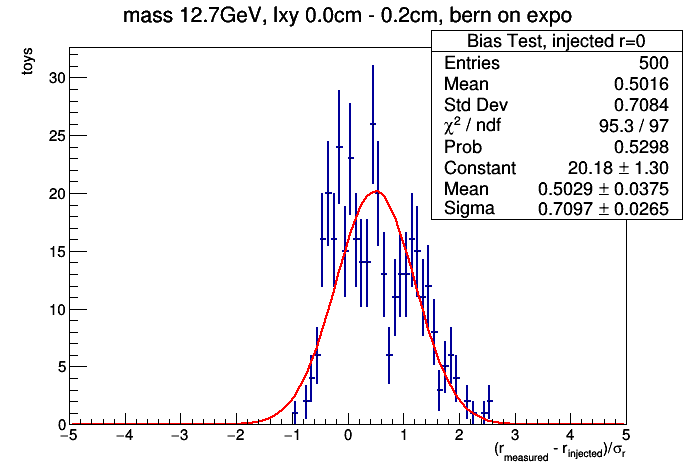 mass 12.7GeV, lxy 0.0cm - 0.2cm, bern on expo
Bias Test, injected r=0
Entries 500
Mean 0.5016
Std Dev 0.7084
χ² / ndf 95.3 / 97
Prob 0.5298
Constant 20.18 ± 1.30
Mean 0.5029 ± 0.0375
Sigma 0.7097 ± 0.0265
toys
30
25
20
15
10
5
0
−5 −4 −3 −2 −1 0 1 2 3 4 5
(r_measured - r_injected)/σ_r